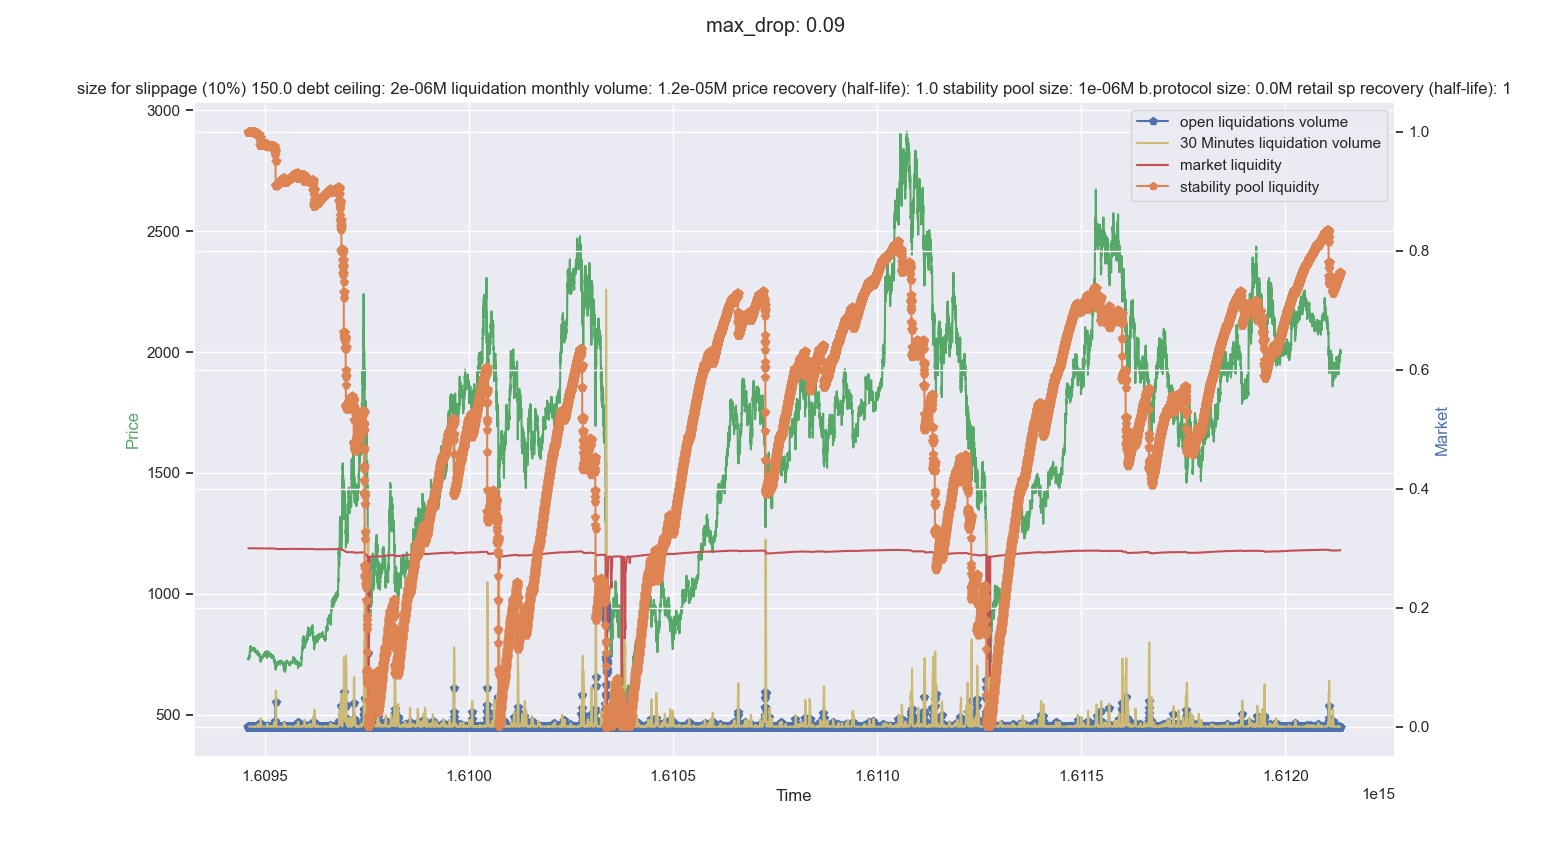 max_drop: 0.09
size for slippage (10%) 150.0 debt ceiling: 2e-06M liquidation monthly volume: 1.2e-05M price recovery (half-life): 1.0 stability pool size: 1e-06M b.protocol size: 0.0M retail sp recovery (half-life): 1
open liquidations volume
30 Minutes liquidation volume
market liquidity
stability pool liquidity
3000
2500
2000
1500
1000
500
Price
1.0
0.8
0.6
0.4
0.2
0.0
Market
1.6095 1.6100 1.6105 1.6110 1.6115 1.6120
1e15
Time